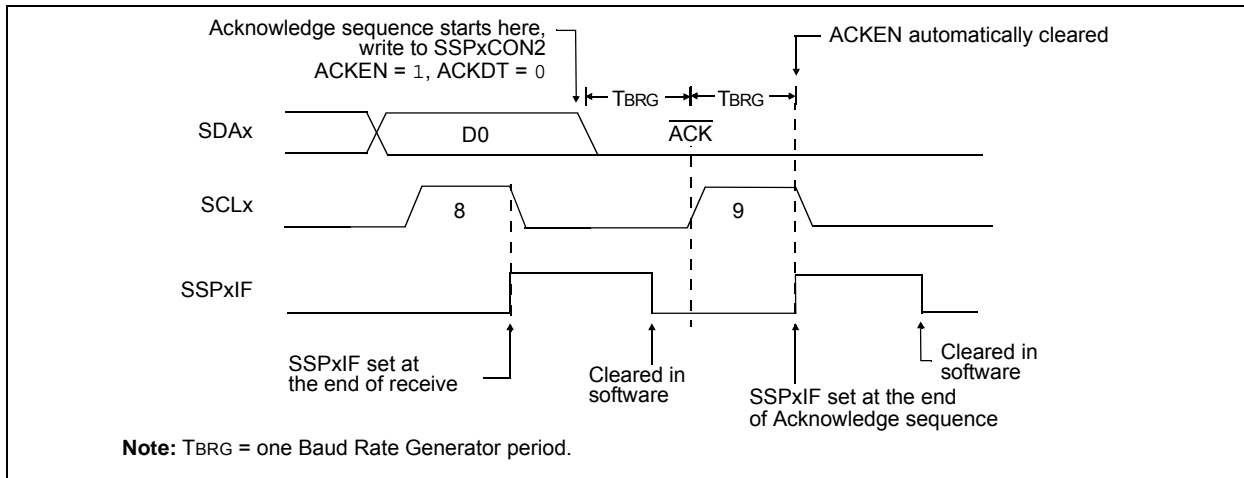 Acknowledge sequence starts here,
write to SSPxCON2
ACKEN = 1, ACKDT = 0
ACKEN automatically cleared
TBRG
TBRG
SDAx
D0
ACK
SCLx
8
9
SSPxIF
SSPxIF set at
the end of receive
Cleared in
software
SSPxIF set at the end
of Acknowledge sequence
Cleared in
software
Note: TBRG = one Baud Rate Generator period.